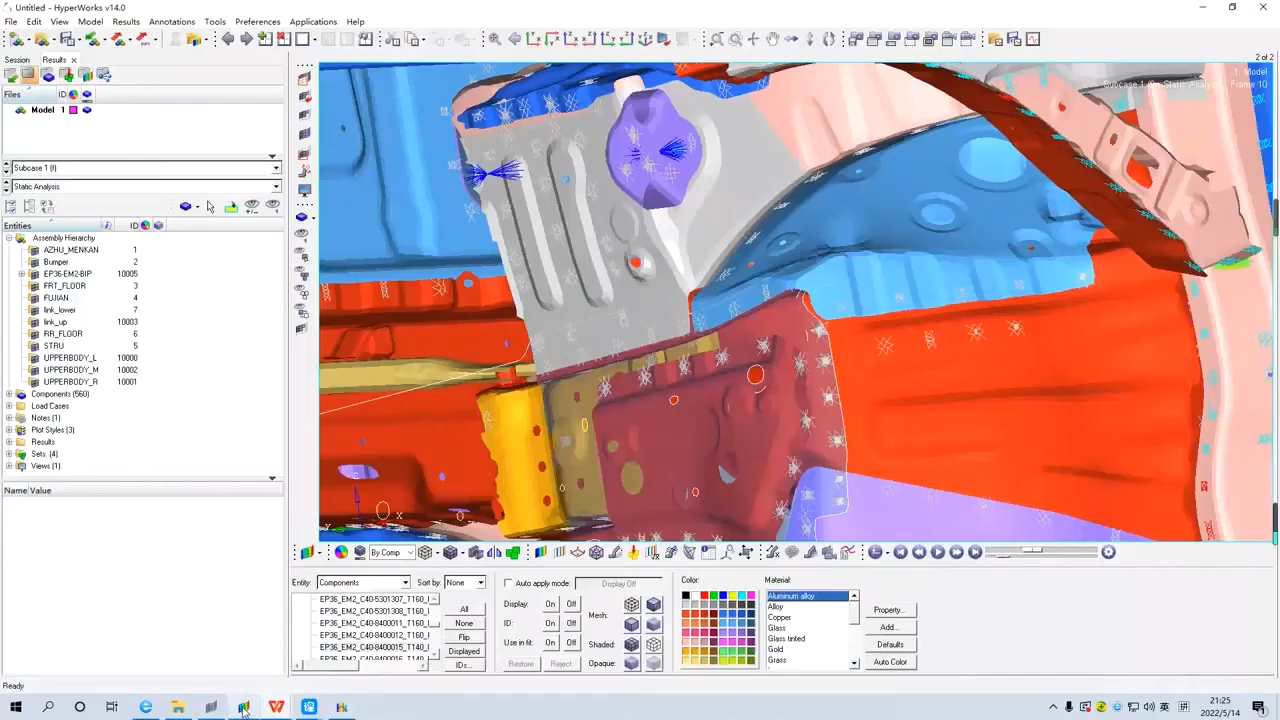 Untitled - HyperWorks v14.0
File Edit View Model Results Annotations Tools Preferences Applications Help
Session Results
2 of 2
Files ID
Model 1
1: Model
Frame 10
Subcase 1 (f)
Static Analysis
Entities ID
Assembly Hierarchy
AZHU_MENKAN 1
Bumper 2
EP36-EM2-BIP 10005
FRT_FLOOR 3
FUJIAN 4
link_lower 7
link_up 10003
RR_FLOOR 6
STRU 5
UPPERBODY_L 10000
UPPERBODY_M 10002
UPPERBODY_R 10001
Components (560)
Load Cases
Notes (1)
Plot Styles (3)
Results
Sets (4)
Views (1)
Name Value
X
By Comp
Entity: Components Sort by: None Auto apply mode: Display Off Color: Material:
EP36_EM2_C40-5301307_T160_I
EP36_EM2_C40-5301308_T160_I
EP36_EM2_C40-8400011_T160_I
EP36_EM2_C40-8400012_T160_I
EP36_EM2_C40-8400015_T140_I
All
None
Flip
Displayed
IDs...
Display: On Off
ID: On Off
Use in fit: On Off
Restore Reject
Mesh:
Shaded:
Opaque:
Aluminum alloy
Alloy
Copper
Glass
Glass tinted
Gold
Grass
Property...
Add...
Defaults
Auto Color
Ready
21:25
2022/5/14
英
拼